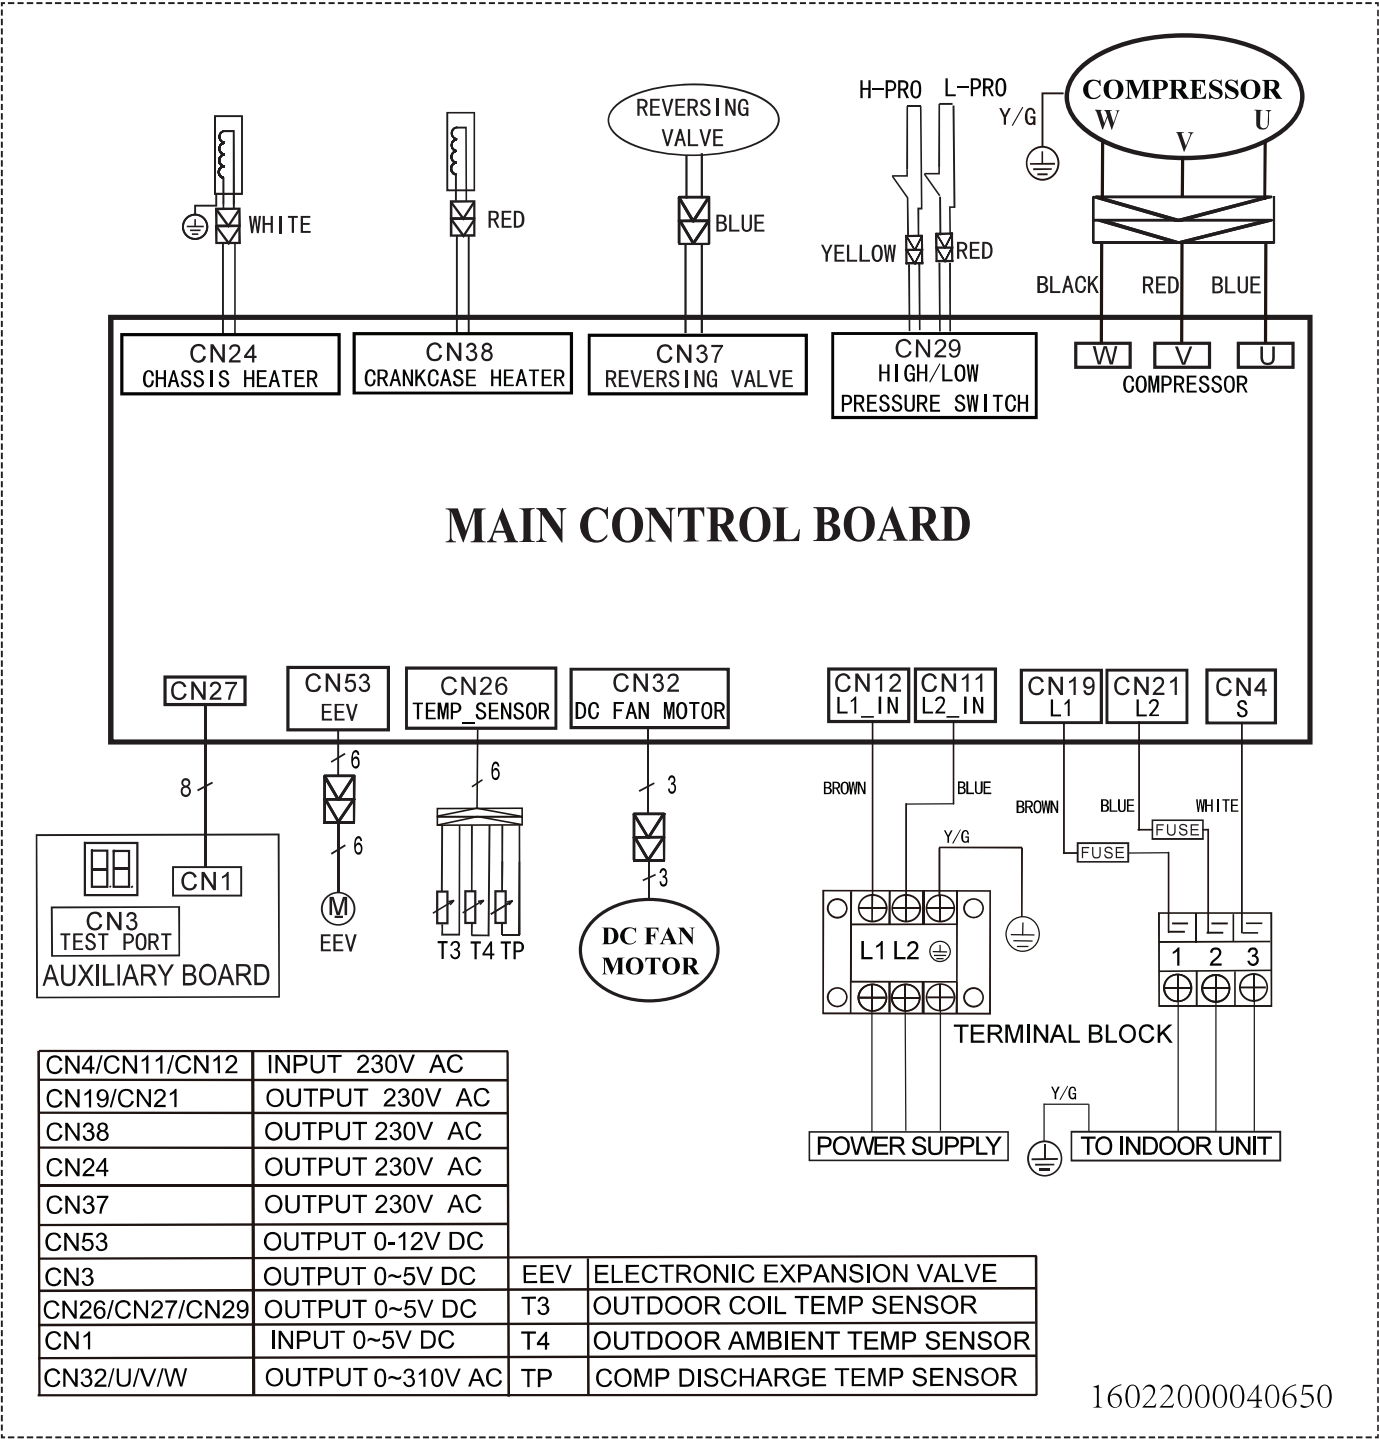 H-PRO L-PRO
COMPRESSOR
W V U
Y/G
REVERSING
VALVE
WHITE
RED
BLUE
YELLOW
RED
BLACK RED BLUE
CN24
CHASSIS HEATER
CN38
CRANKCASE HEATER
CN37
REVERSING VALVE
CN29
HIGH/LOW
PRESSURE SWITCH
W V U
COMPRESSOR
MAIN CONTROL BOARD
CN27
CN53
EEV
CN26
TEMP_SENSOR
CN32
DC FAN MOTOR
CN12
L1_IN
CN11
L2_IN
CN19
L1
CN21
L2
CN4
S
8
6
6
6
3
3
BROWN
BLUE
BROWN
BLUE
WHITE
FUSE
FUSE
Y/G
CN1
CN3
TEST PORT
AUXILIARY BOARD
M
EEV
T3 T4 TP
DC FAN
MOTOR
L1 L2
1 2 3
TERMINAL BLOCK
Y/G
POWER SUPPLY
TO INDOOR UNIT
CN4/CN11/CN12 INPUT 230V AC
CN19/CN21 OUTPUT 230V AC
CN38 OUTPUT 230V AC
CN24 OUTPUT 230V AC
CN37 OUTPUT 230V AC
CN53 OUTPUT 0-12V DC
CN3 OUTPUT 0~5V DC EEV ELECTRONIC EXPANSION VALVE
CN26/CN27/CN29 OUTPUT 0~5V DC T3 OUTDOOR COIL TEMP SENSOR
CN1 INPUT 0~5V DC T4 OUTDOOR AMBIENT TEMP SENSOR
CN32/U/V/W OUTPUT 0~310V AC TP COMP DISCHARGE TEMP SENSOR
16022000040650